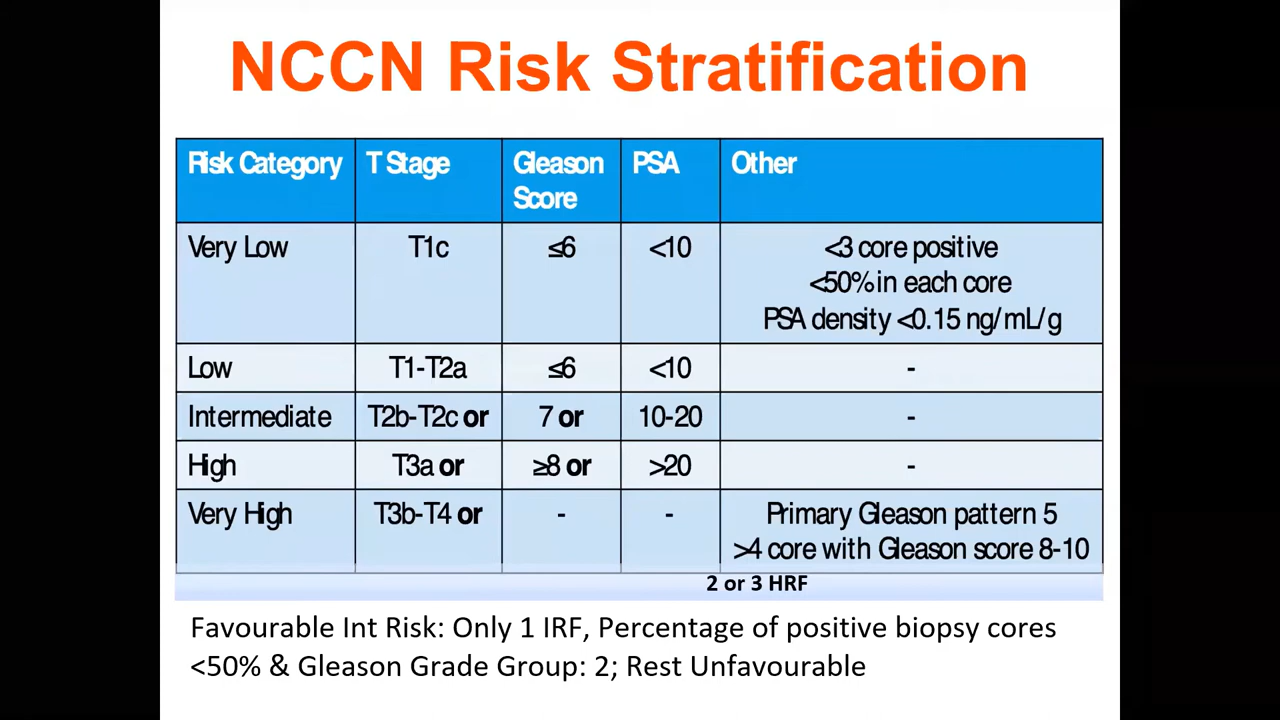 NCCN Risk Stratification
Risk Category T Stage Gleason Score PSA Other
Very Low T1c ≤6 <10 <3 core positive
<50% in each core
PSA density <0.15 ng/mL/g
Low T1-T2a ≤6 <10 -
Intermediate T2b-T2c or 7 or 10-20 -
High T3a or ≥8 or >20 -
Very High T3b-T4 or - - Primary Gleason pattern 5
>4 core with Gleason score 8-10
2 or 3 HRF
Favourable Int Risk: Only 1 IRF, Percentage of positive biopsy cores
<50% & Gleason Grade Group: 2; Rest Unfavourable